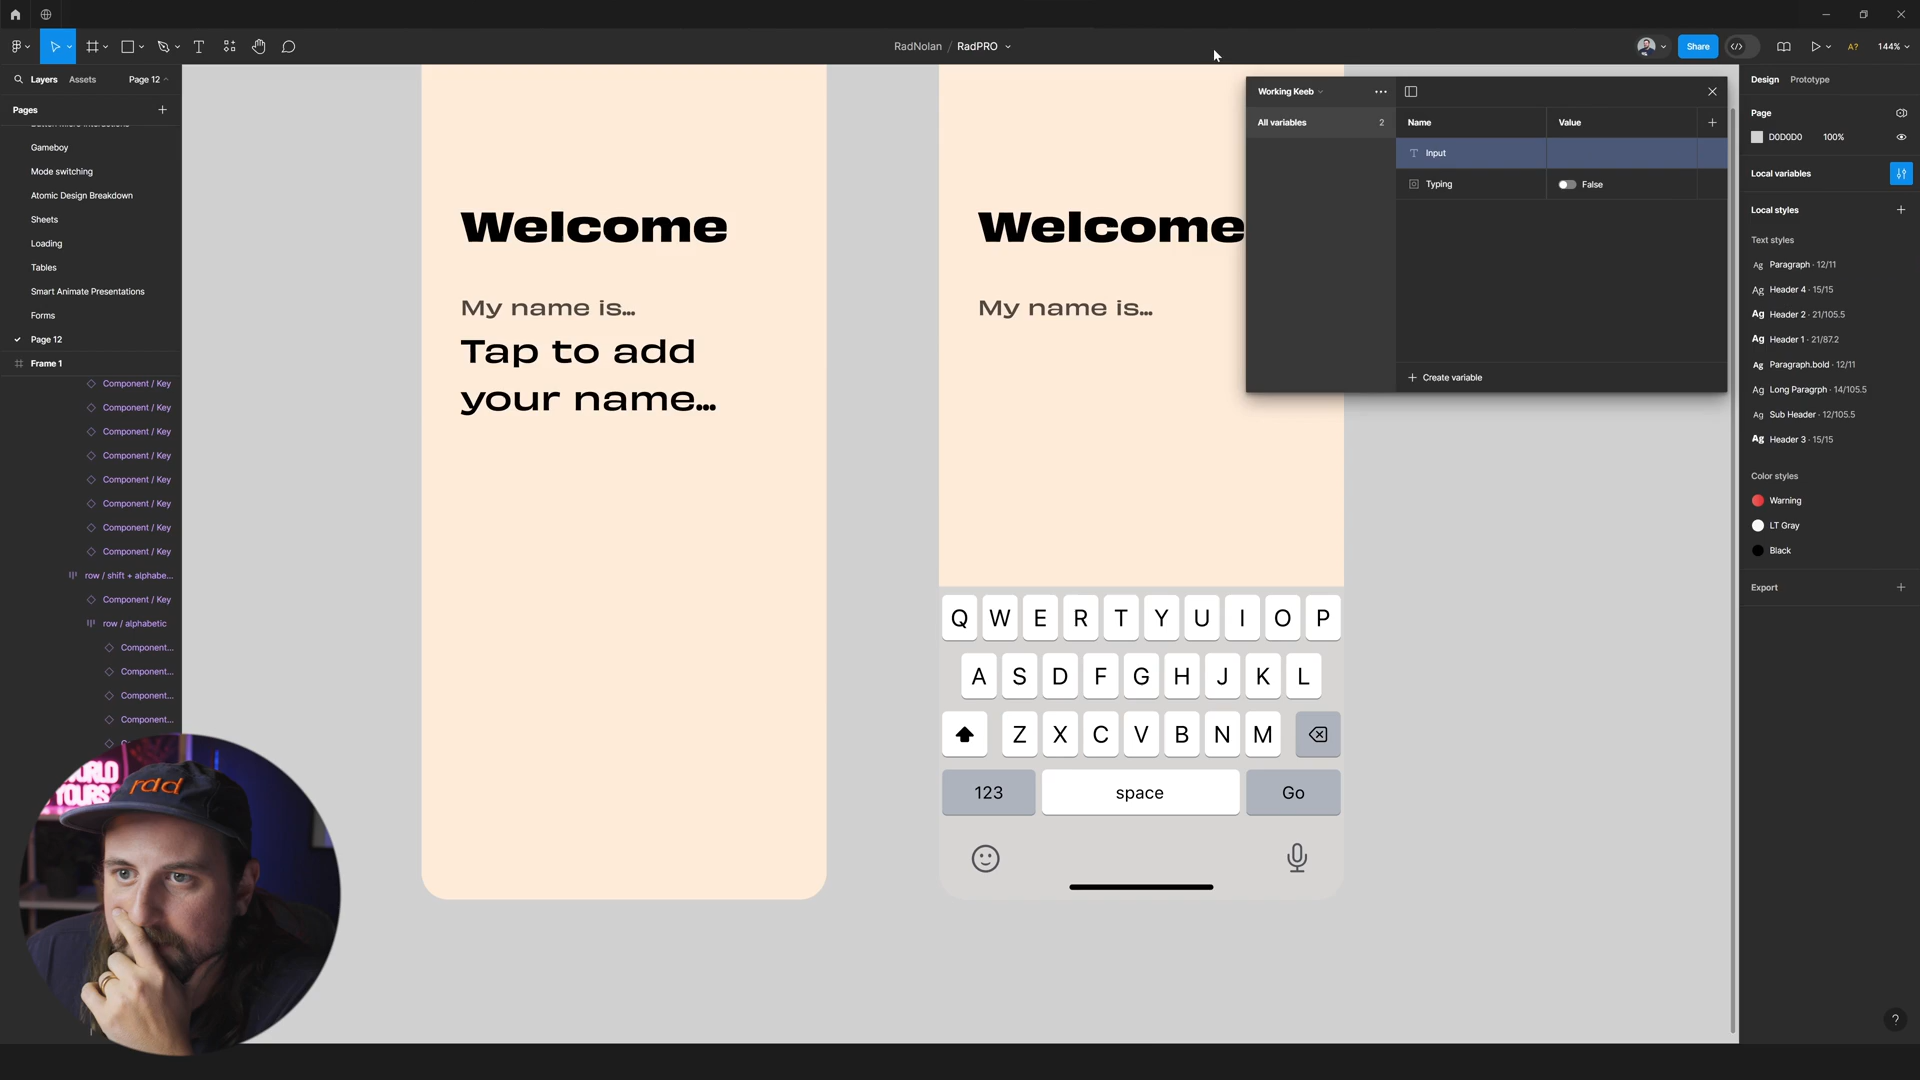 RadNolan / RadPRO
Share
A?
144%
Layers
Assets
Page 12
Pages
Button Micro Interactions
Gameboy
Mode switching
Atomic Design Breakdown
Sheets
Loading
Tables
Smart Animate Presentations
Forms
Page 12
Frame 1
Component / Key
Component / Key
Component / Key
Component / Key
Component / Key
Component / Key
Component / Key
Component / Key
row / shift + alphabe...
Component / Key
row / alphabetic
Component...
Component...
Component...
Component...
Welcome
My name is...
Tap to add
your name...
Welcome
My name is...
Q W E R T Y U I O P
A S D F G H J K L
Z X C V B N M
123 space Go
Working Keeb
All variables 2
Name Value
Input
Typing False
Create variable
Design
Prototype
Page
D0D0D0 100%
Local variables
Local styles
Text styles
Ag Paragraph · 12/11
Ag Header 4 · 15/15
Ag Header 2 · 21/105.5
Ag Header 1 · 21/87.2
Ag Paragraph.bold · 12/11
Ag Long Paragrph · 14/105.5
Ag Sub Header · 12/105.5
Ag Header 3 · 15/15
Color styles
Warning
LT Gray
Black
Export
?
rad